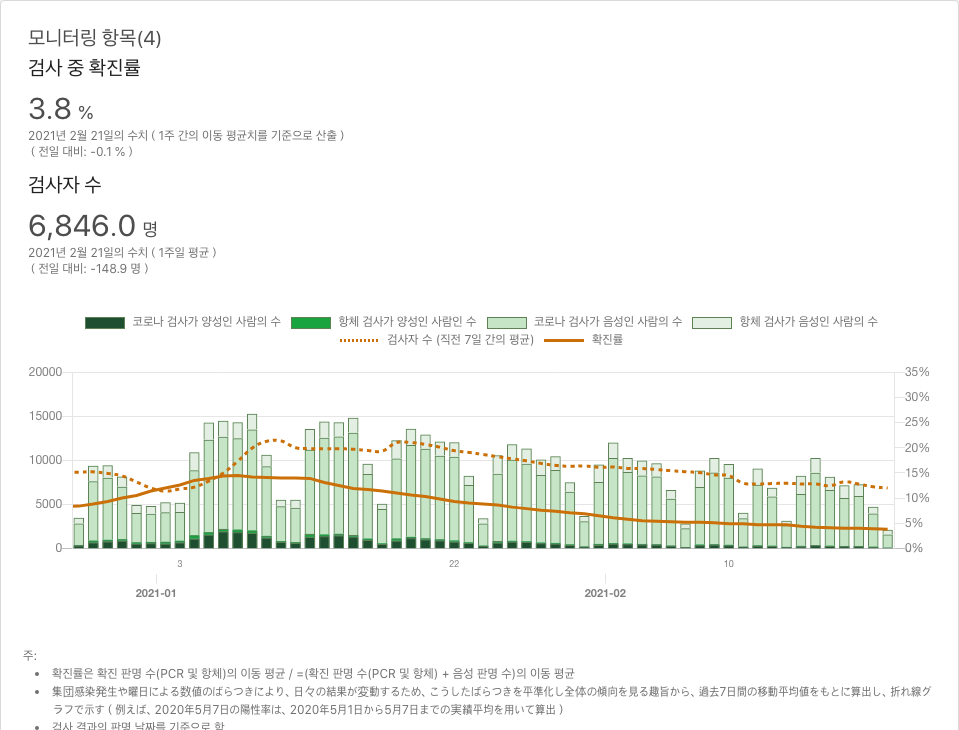 모니터링 항목(4)
검사 중 확진률
3.8 %
2021년 2월 21일의 수치 ( 1주 간의 이동 평균치를 기준으로 산출 )
( 전일 대비: -0.1 % )
검사자 수
6,846.0 명
2021년 2월 21일의 수치 ( 1주일 평균 )
( 전일 대비: -148.9 명 )
코로나 검사가 양성인 사람의 수 항체 검사가 양성인 사람인 수 코로나 검사가 음성인 사람의 수 항체 검사가 음성인 사람의 수
검사자 수 (직전 7일 간의 평균) 확진률
20000 35%
30%
15000 25%
10000 20%
15%
5000 10%
5%
0 0%
3 22 10
2021-01 2021-02
주:
• 확진률은 확진 판명 수(PCR 및 항체)의 이동 평균 / =(확진 판명 수(PCR 및 항체) + 음성 판명 수)의 이동 평균
• 集団感染発生や曜日による数値のばらつきにより、日々の結果が変動するため、こうしたばらつきを平準化し全体の傾向を見る趣旨から、過去7日間の移動平均値をもとに算出し、折れ線グ
ラフで示す ( 例えば、2020年5月7日の陽性率は、2020年5月1日から5月7日までの実績平均を用いて算出 )
• 검사 결과의 판명 날짜를 기준으로 함